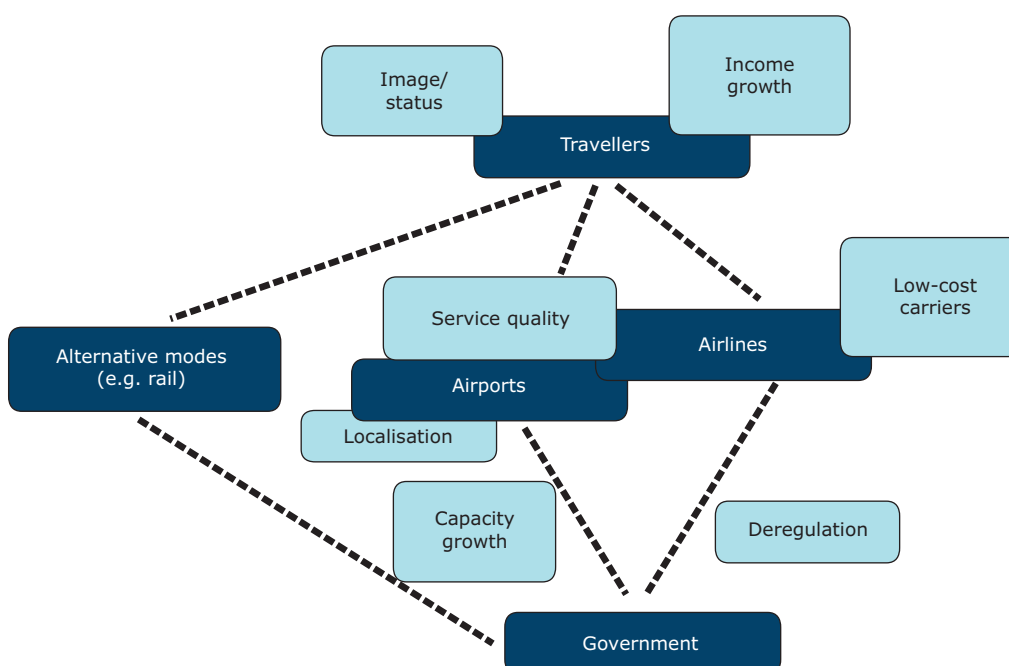 Image/
status
Income
growth
Travellers
Low-cost
carriers
Service quality
Airlines
Alternative modes
(e.g. rail)
Airports
Localisation
Capacity
growth
Deregulation
Government